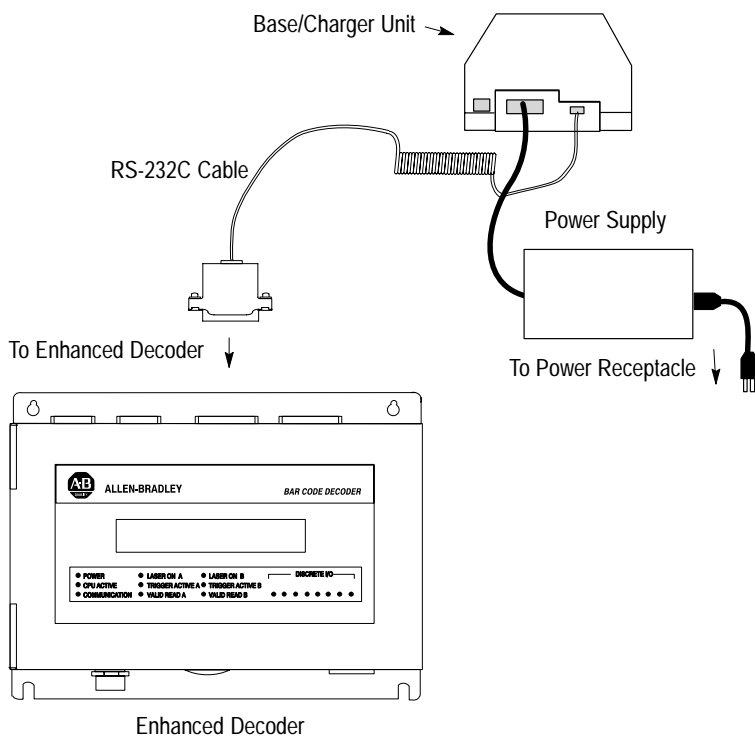 Base/Charger Unit
RS-232C Cable
Power Supply
To Enhanced Decoder
To Power Receptacle
AB
ALLEN-BRADLEY
BAR CODE DECODER
POWER LASER ON A LASER ON B DISCRETE I/O
CPU ACTIVE TRIGGER ACTIVE A TRIGGER ACTIVE B
COMMUNICATION VALID READ A VALID READ B
Enhanced Decoder